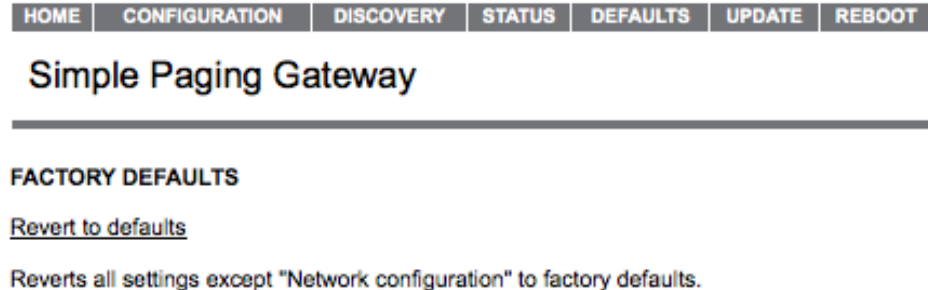 HOME CONFIGURATION DISCOVERY STATUS DEFAULTS UPDATE REBOOT
Simple Paging Gateway
FACTORY DEFAULTS
Revert to defaults
Reverts all settings except "Network configuration" to factory defaults.